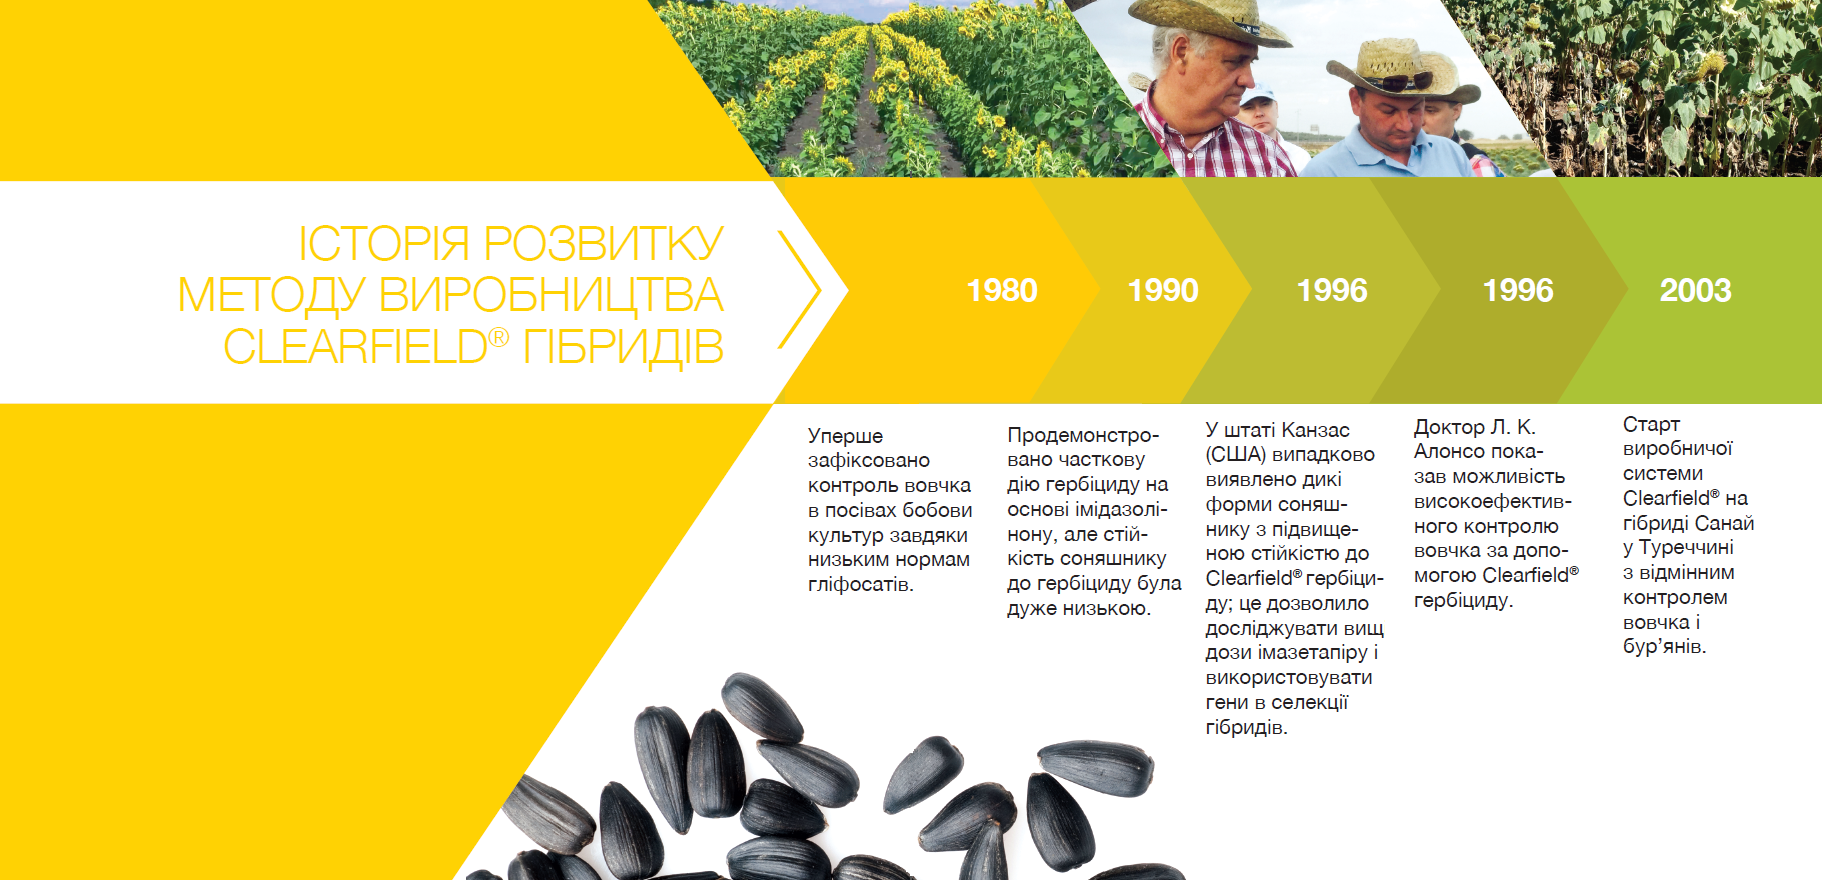 ІСТОРІЯ РОЗВИТКУ
МЕТОДУ ВИРОБНИЦТВА
CLEARFIELD® ГІБРИДІВ
1980
1990
1996
1996
2003
Уперше
зафіксовано
контроль вовчка
в посівах бобови
культур завдяки
низьким нормам
гліфосатів.
Продемонстро-
вано часткову
дію гербіциду на
основі імідазолі-
нону, але стій-
кість соняшнику
до гербіциду була
дуже низькою.
У штаті Канзас
(США) випадково
виявлено дикі
форми соняш-
нику з підвище-
ною стійкістю до
Clearfield® гербіци-
ду; це дозволило
досліджувати вищ
дози імазетапіру і
використовувати
гени в селекції
гібридів.
Доктор Л. К.
Алонсо пока-
зав можливість
високоефектив-
ного контролю
вовчка за допо-
могою Clearfield®
гербіциду.
Старт
виробничої
системи
Clearfield® на
гібриді Санай
у Туреччині
з відмінним
контролем
вовчка і
бур’янів.